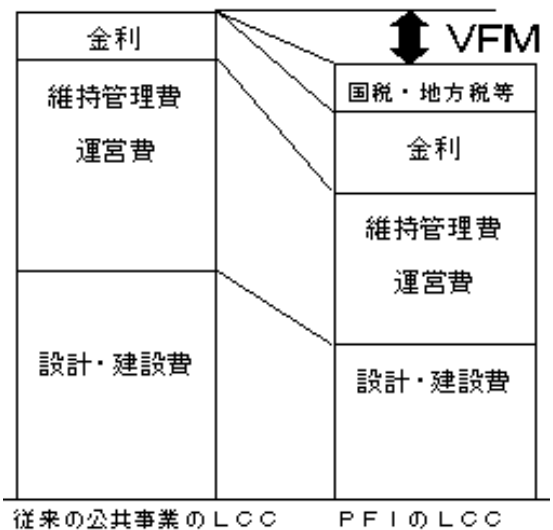 金利
維持管理費
運営費
設計・建設費
従来の公共事業のLCC
VFM
国税・地方税等
金利
維持管理費
運営費
設計・建設費
PFIのLCC